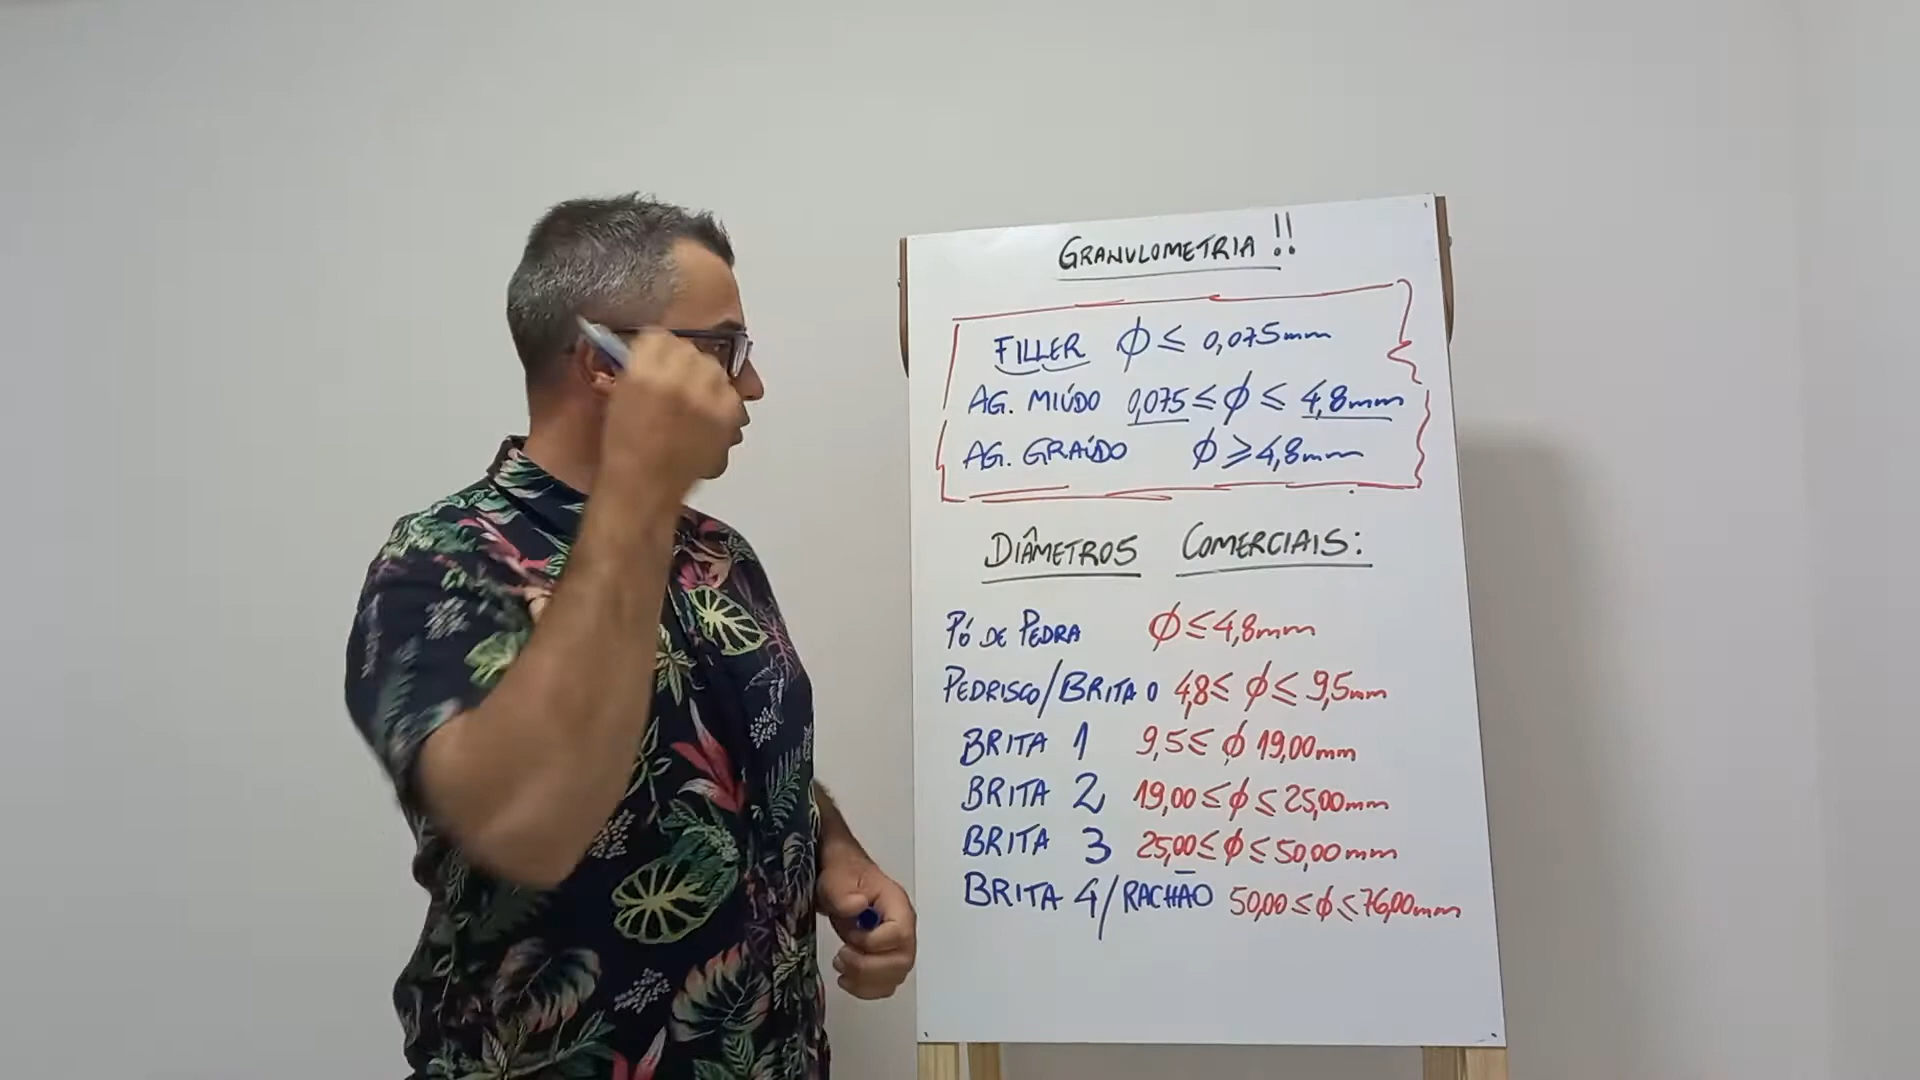 GRANULOMETRIA !!
FILLER ϕ ≤ 0,075mm
AG. MIÚDO 0,075 ≤ ϕ ≤ 4,8mm
AG. GRAÚDO ϕ ≥ 4,8mm
DIÂMETROS COMERCIAIS:
PÓ DE PEDRA ϕ ≤ 4,8mm
PEDRISCO/BRITA 0 4,8 ≤ ϕ ≤ 9,5mm
BRITA 1 9,5 ≤ ϕ 19,00mm
BRITA 2 19,00 ≤ ϕ ≤ 25,00mm
BRITA 3 25,00 ≤ ϕ ≤ 50,00mm
BRITA 4/RACHÃO 50,00 ≤ ϕ ≤ 76,00mm